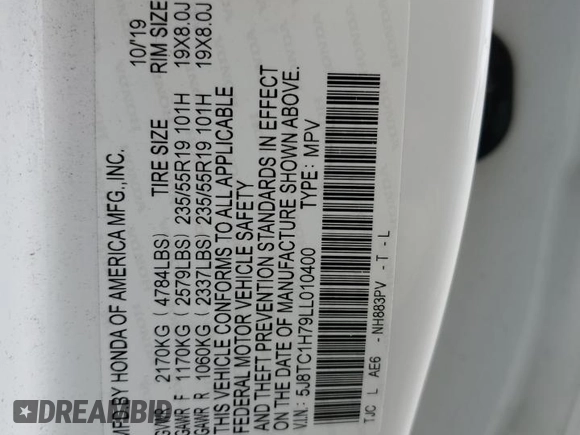 MFD. BY HONDA OF AMERICA MFG., INC. 10/'19
GVWR 2170KG (4784LBS) TIRE SIZE RIM SIZE
GAWR F 1170KG (2579LBS) 235/55R19 101H 19X8.0J
GAWR R 1060KG (2337LBS) 235/55R19 101H 19X8.0J
THIS VEHICLE CONFORMS TO ALL APPLICABLE
FEDERAL MOTOR VEHICLE SAFETY
AND THEFT PREVENTION STANDARDS IN EFFECT
ON THE DATE OF MANUFACTURE SHOWN ABOVE.
V.I.N.: 5J8TC1H79LL010400 TYPE: MPV
TJC L AE6 - NH883PV - T - L
DREAMBID